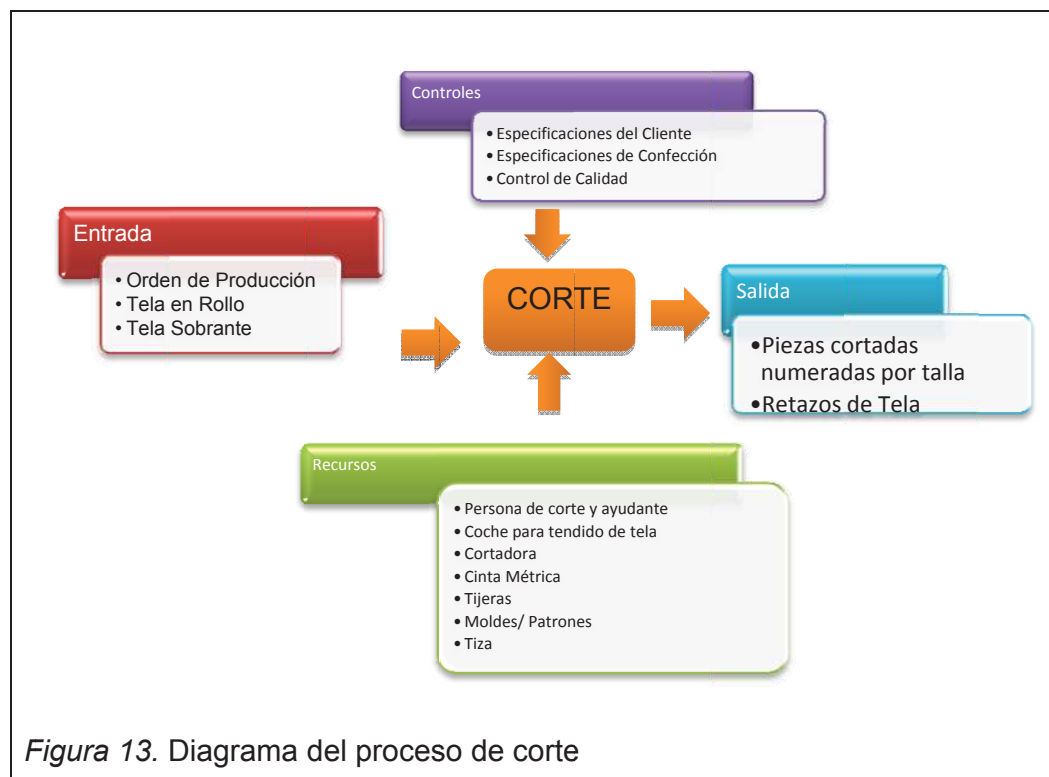 Controles
• Especificaciones del Cliente
• Especificaciones de Confección
• Control de Calidad
Entrada
• Orden de Producción
• Tela en Rollo
• Tela Sobrante
CORTE
Salida
•Piezas cortadas
numeradas por talla
•Retazos de Tela
Recursos
• Persona de corte y ayudante
• Coche para tendido de tela
• Cortadora
• Cinta Métrica
• Tijeras
• Moldes/ Patrones
• Tiza
Figura 13. Diagrama del proceso de corte